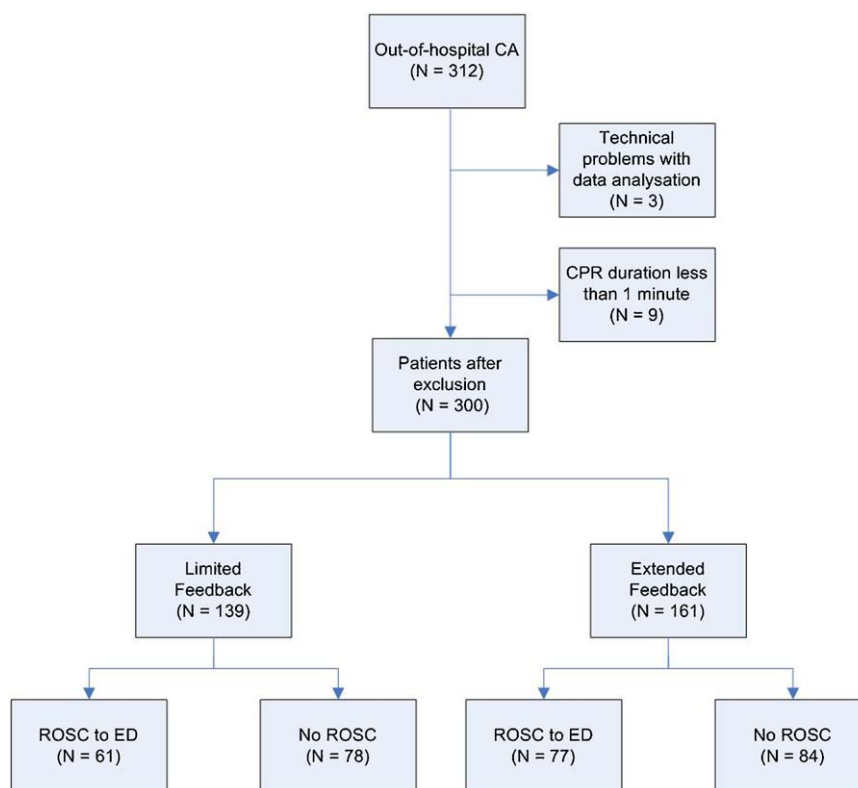 Out-of-hospital CA
(N = 312)
Technical
problems with
data analysation
(N = 3)
CPR duration less
than 1 minute
(N = 9)
Patients after
exclusion
(N = 300)
Limited
Feedback
(N = 139)
Extended
Feedback
(N = 161)
ROSC to ED
(N = 61)
No ROSC
(N = 78)
ROSC to ED
(N = 77)
No ROSC
(N = 84)